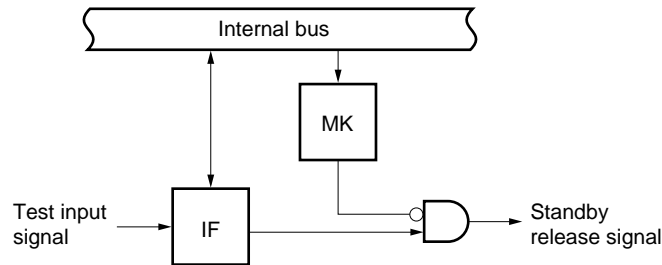 Internal bus
MK
Test input
signal
IF
Standby
release signal